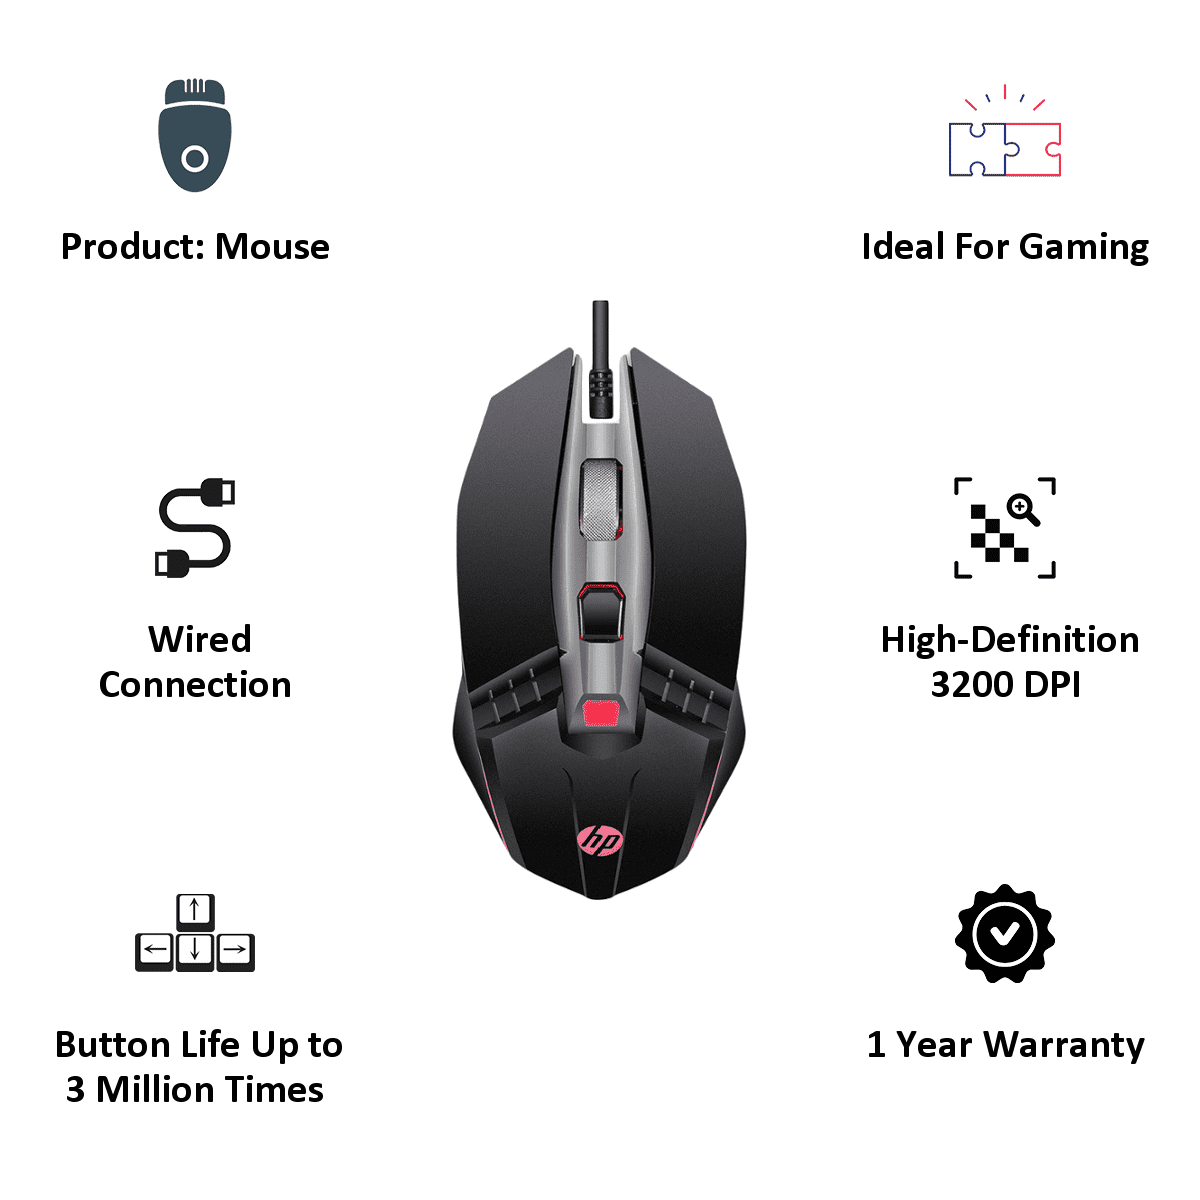 Product: Mouse
Ideal For Gaming
Wired
Connection
High-Definition
3200 DPI
hp
Button Life Up to
3 Million Times
1 Year Warranty